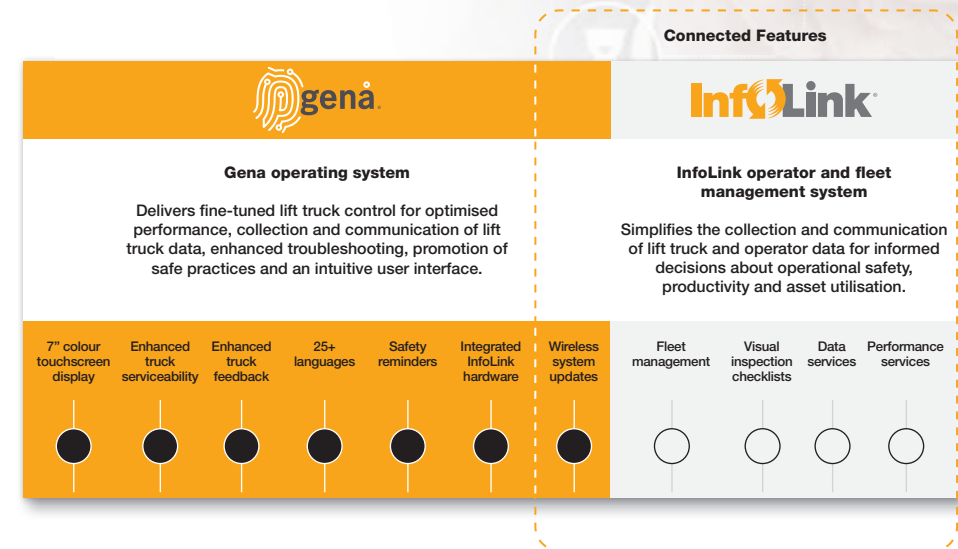 Connected Features
gena.
InfoLink
Gena operating system
Delivers fine-tuned lift truck control for optimised
performance, collection and communication of lift
truck data, enhanced troubleshooting, promotion of
safe practices and an intuitive user interface.
InfoLink operator and fleet
management system
Simplifies the collection and communication
of lift truck and operator data for informed
decisions about operational safety,
productivity and asset utilisation.
7” colour
touchscreen
display
Enhanced
truck
serviceability
Enhanced
truck
feedback
25+
languages
Safety
reminders
Integrated
InfoLink
hardware
Wireless
system
updates
Fleet
management
Visual
inspection
checklists
Data
services
Performance
services